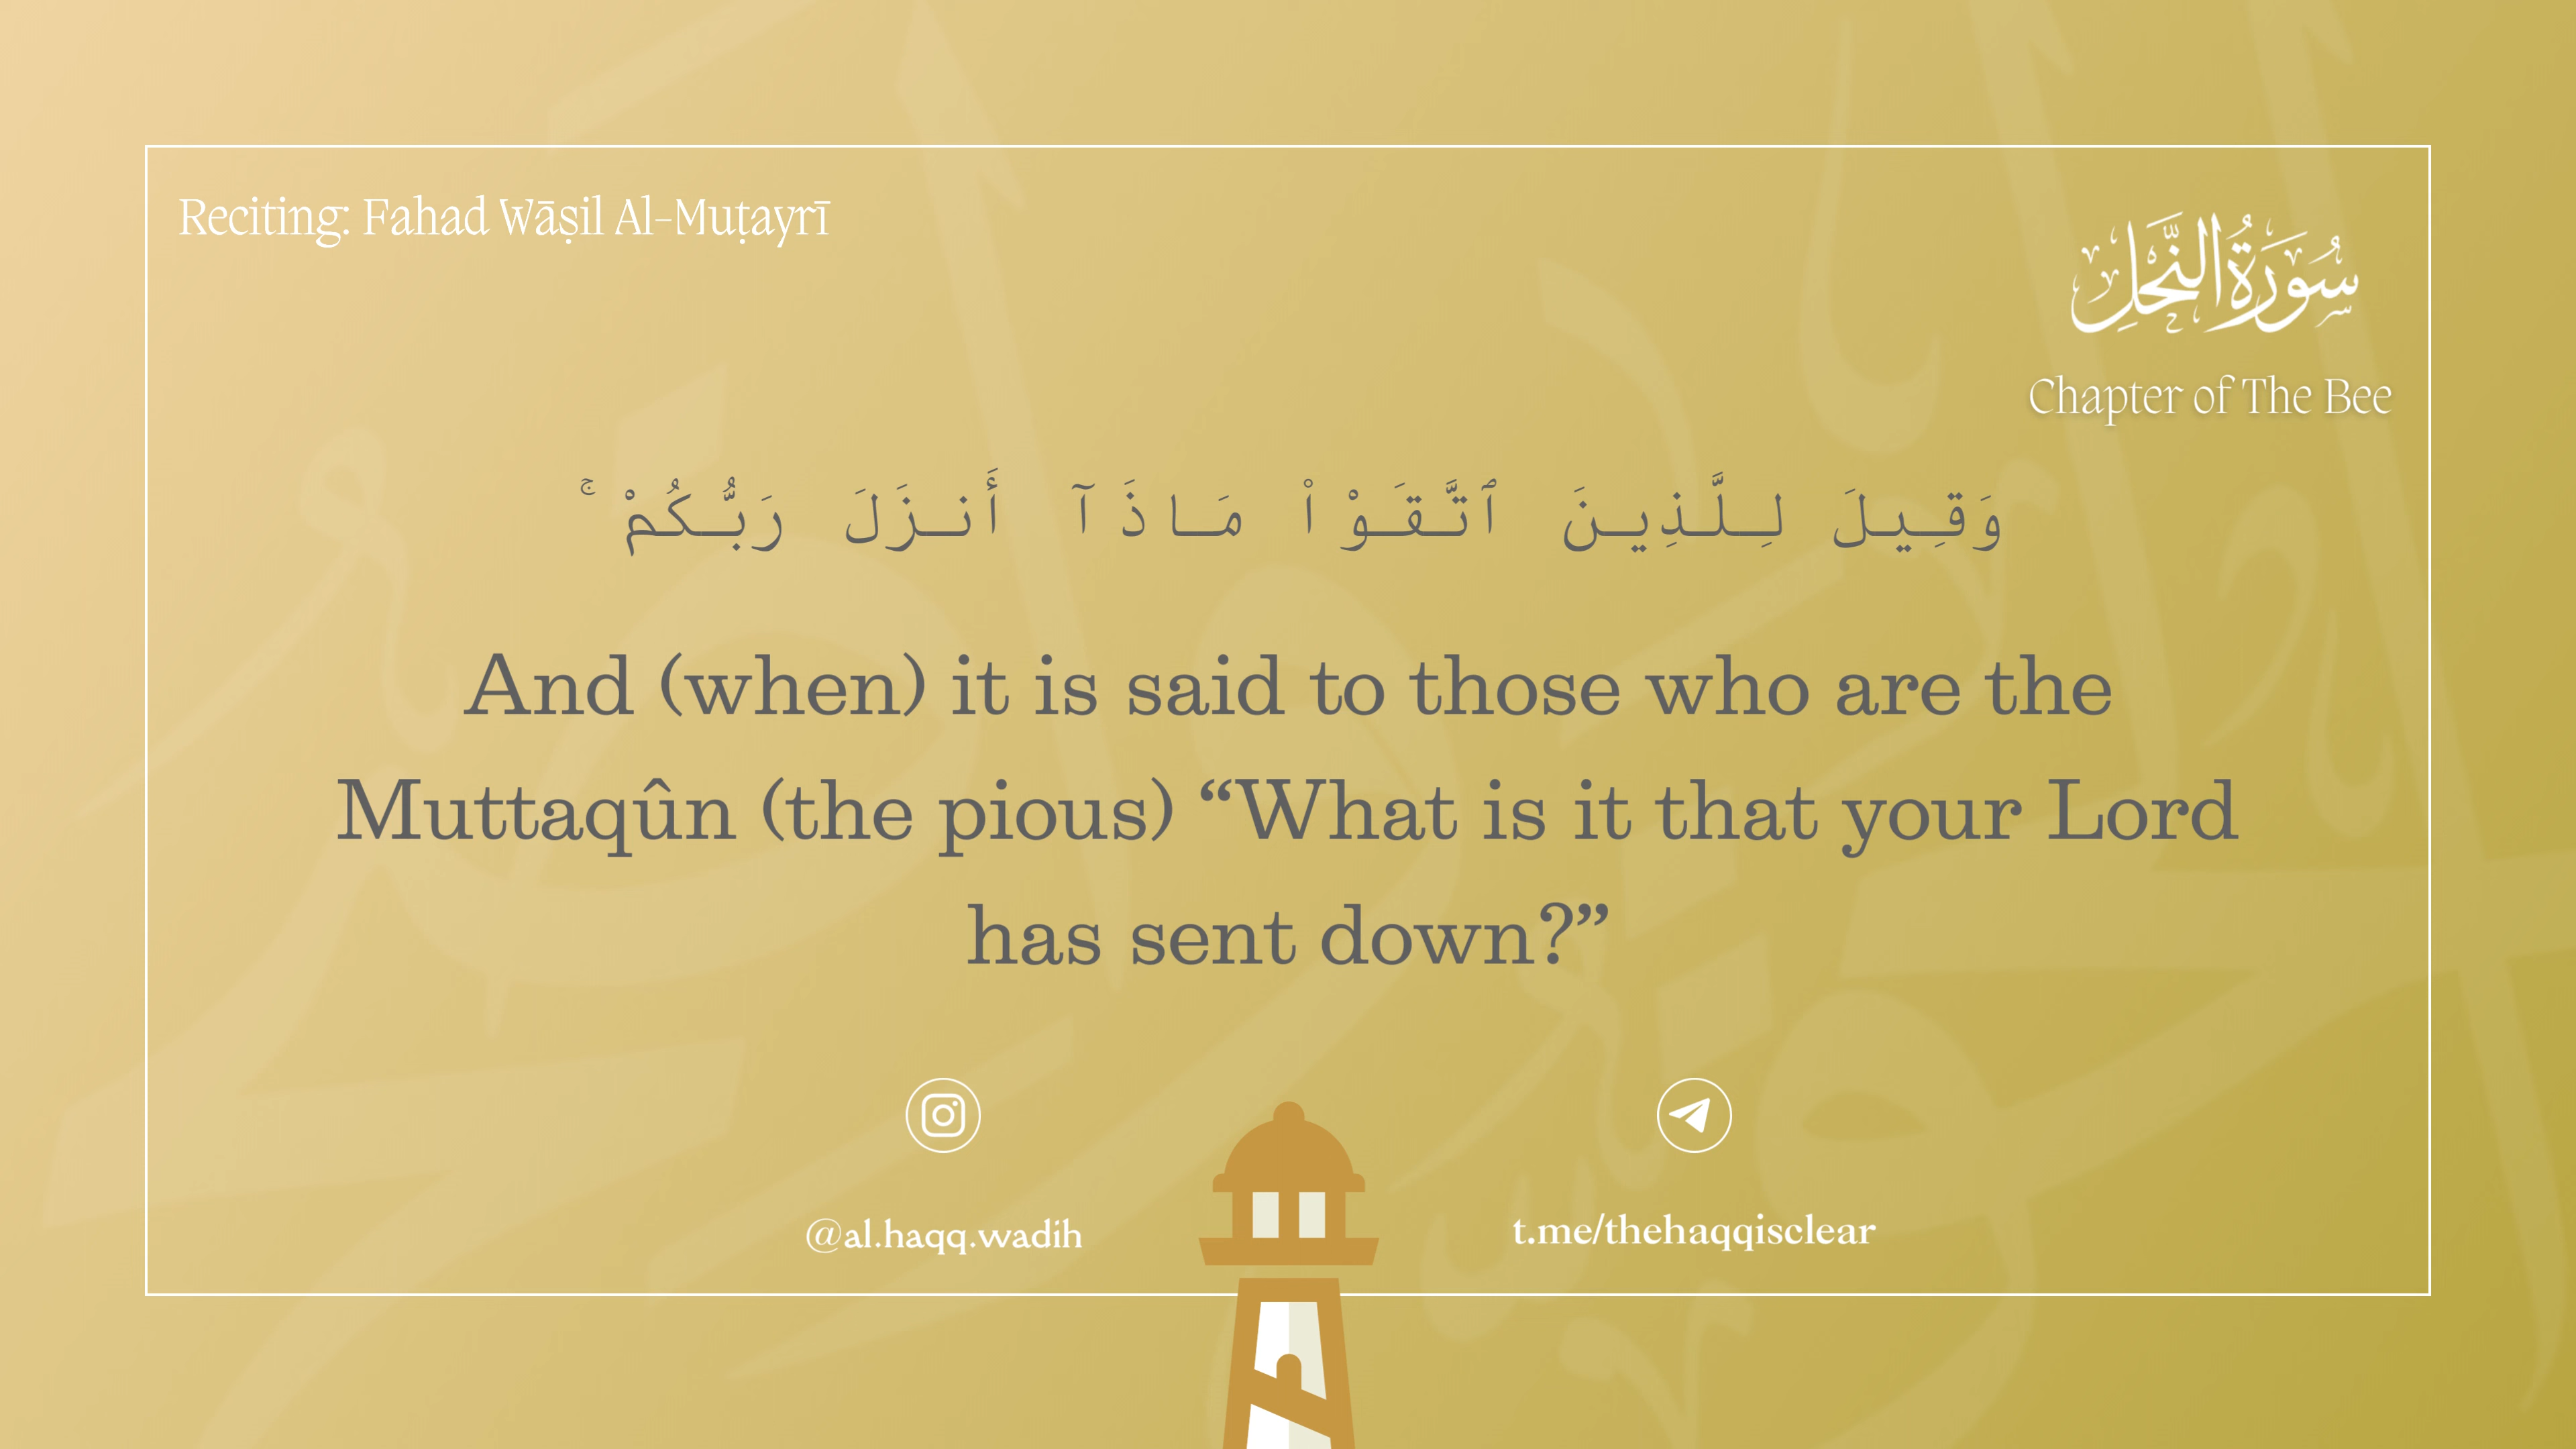 Reciting: Fahad Wāṣil Al-Muṭayrī
سُورَةُ النَّحْلِ
Chapter of The Bee
وَقِيلَ لِلَّذِينَ ٱتَّقَوْا۟ مَاذَآ أَنزَلَ رَبُّكُمْ ۚ
And (when) it is said to those who are the
Muttaqûn (the pious) “What is it that your Lord
has sent down?”
@al.haqq.wadih
t.me/thehaqqisclear